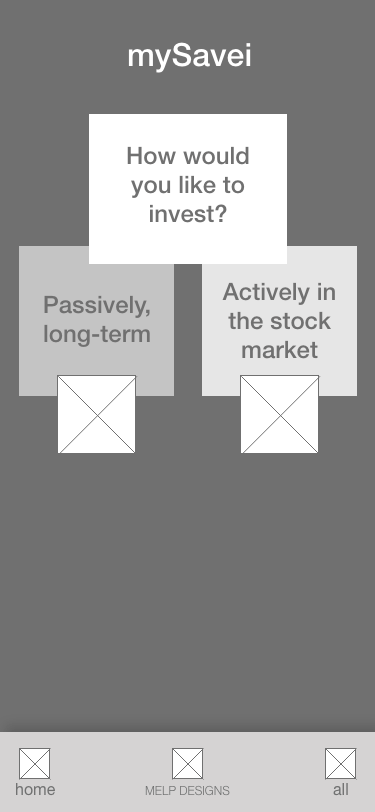 mySavei
How would
you like to
invest?
Passively,
long-term
Actively in
the stock
market
home
MELP DESIGNS
all